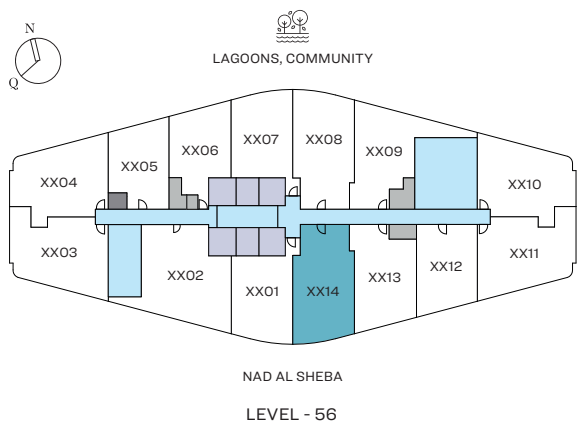 N
Q
LAGOONS, COMMUNITY
XX07
XX08
XX06
XX09
XX05
XX04
XX10
XX03
XX02
XX01
XX14
XX13
XX12
XX11
NAD AL SHEBA
LEVEL - 56